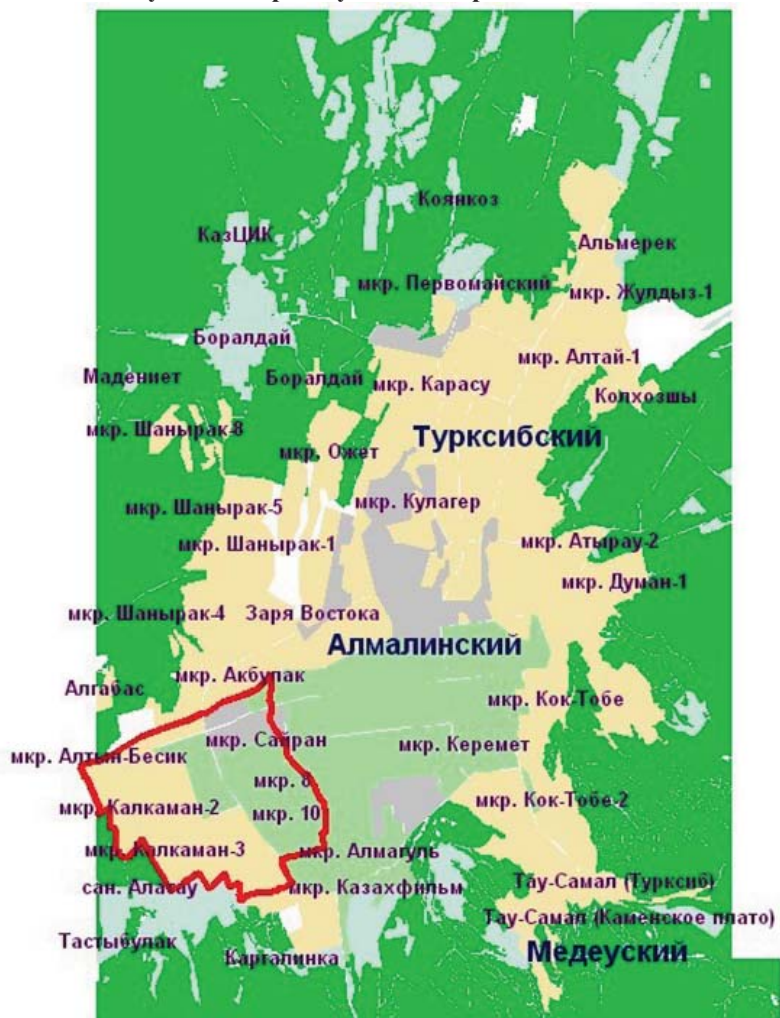 Коянкоз
КазЦИК
Альмерек
мкр. Первомайский
мкр. Жулдыз-1
Боралдай
мкр. Алтай-1
Мадениет
Боралдай
мкр. Карасу
Колхозшы
мкр. Шанырак-8
Турксибский
мкр. Ожет
мкр. Шанырак-5
мкр. Кулагер
мкр. Шанырак-1
мкр. Атырау-2
мкр. Думан-1
мкр. Шанырак-4
Заря Востока
Алмалинский
мкр. Акбулак
Алгабас
мкр. Кок-Тобе
мкр. Сайран
мкр. Керемет
мкр. Алтын-Бесик
мкр. 8
мкр. Калкаман-2
мкр. 10
мкр. Кок-Тобе-2
мкр. Калкаман-3
мкр. Алмагуль
сан. Алатау
мкр. Казахфильм
Тау-Самал (Турксиб)
Тау-Самал (Каменское плато)
Тастыбулак
Каргалинка
Медеуский